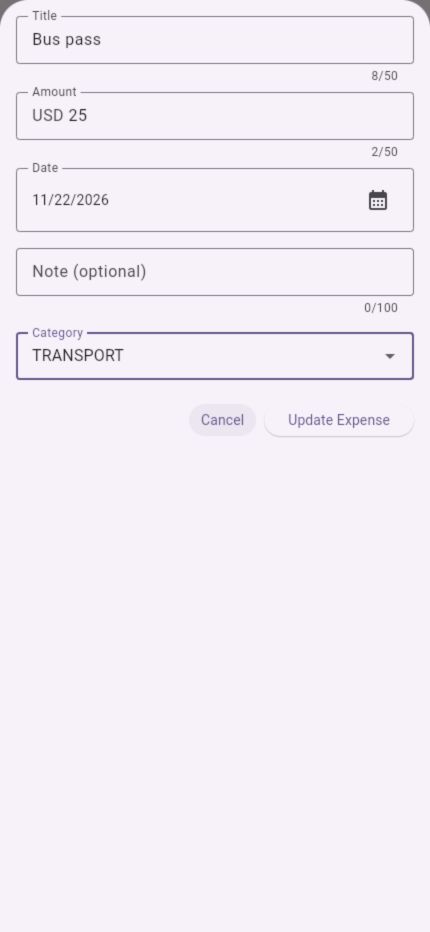 Title
Bus pass
8/50
Amount
USD 25
2/50
Date
11/22/2026
Note (optional)
0/100
Category
TRANSPORT
Cancel
Update Expense